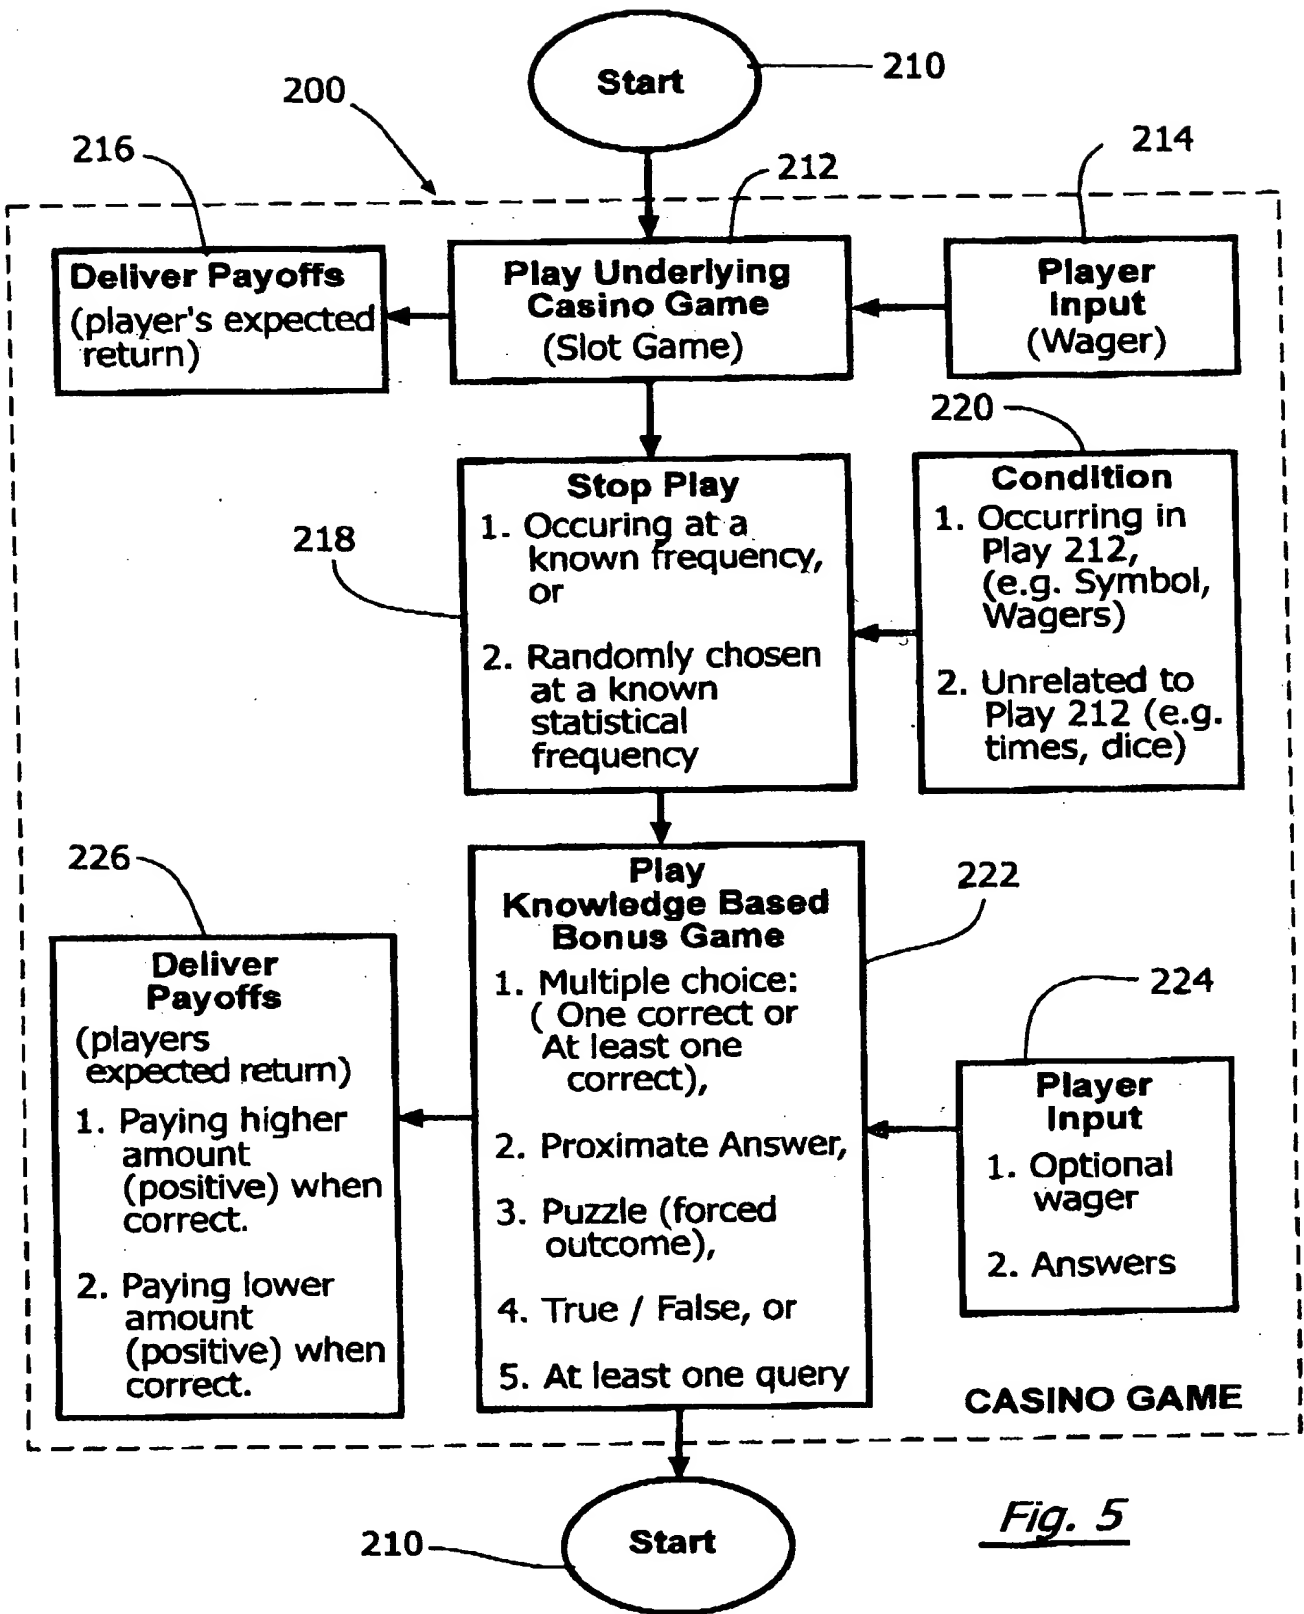 Start
210
200
216
212
214
Deliver Payoffs
(player's expected
return)
Play Underlying
Casino Game
(Slot Game)
Player
Input
(Wager)
220
Stop Play
1. Occuring at a
known frequency,
or
2. Randomly chosen
at a known
statistical
frequency
218
Condition
1. Occurring in
Play 212,
(e.g. Symbol,
Wagers)
2. Unrelated to
Play 212 (e.g.
times, dice)
226
Play
Knowledge Based
Bonus Game
1. Multiple choice:
( One correct or
At least one
correct),
2. Proximate Answer,
3. Puzzle (forced
outcome),
4. True / False, or
5. At least one query
222
Deliver
Payoffs
(players
expected return)
1. Paying higher
amount
(positive) when
correct.
2. Paying lower
amount
(positive) when
correct.
224
Player
Input
1. Optional
wager
2. Answers
CASINO GAME
Start
210
Fig. 5